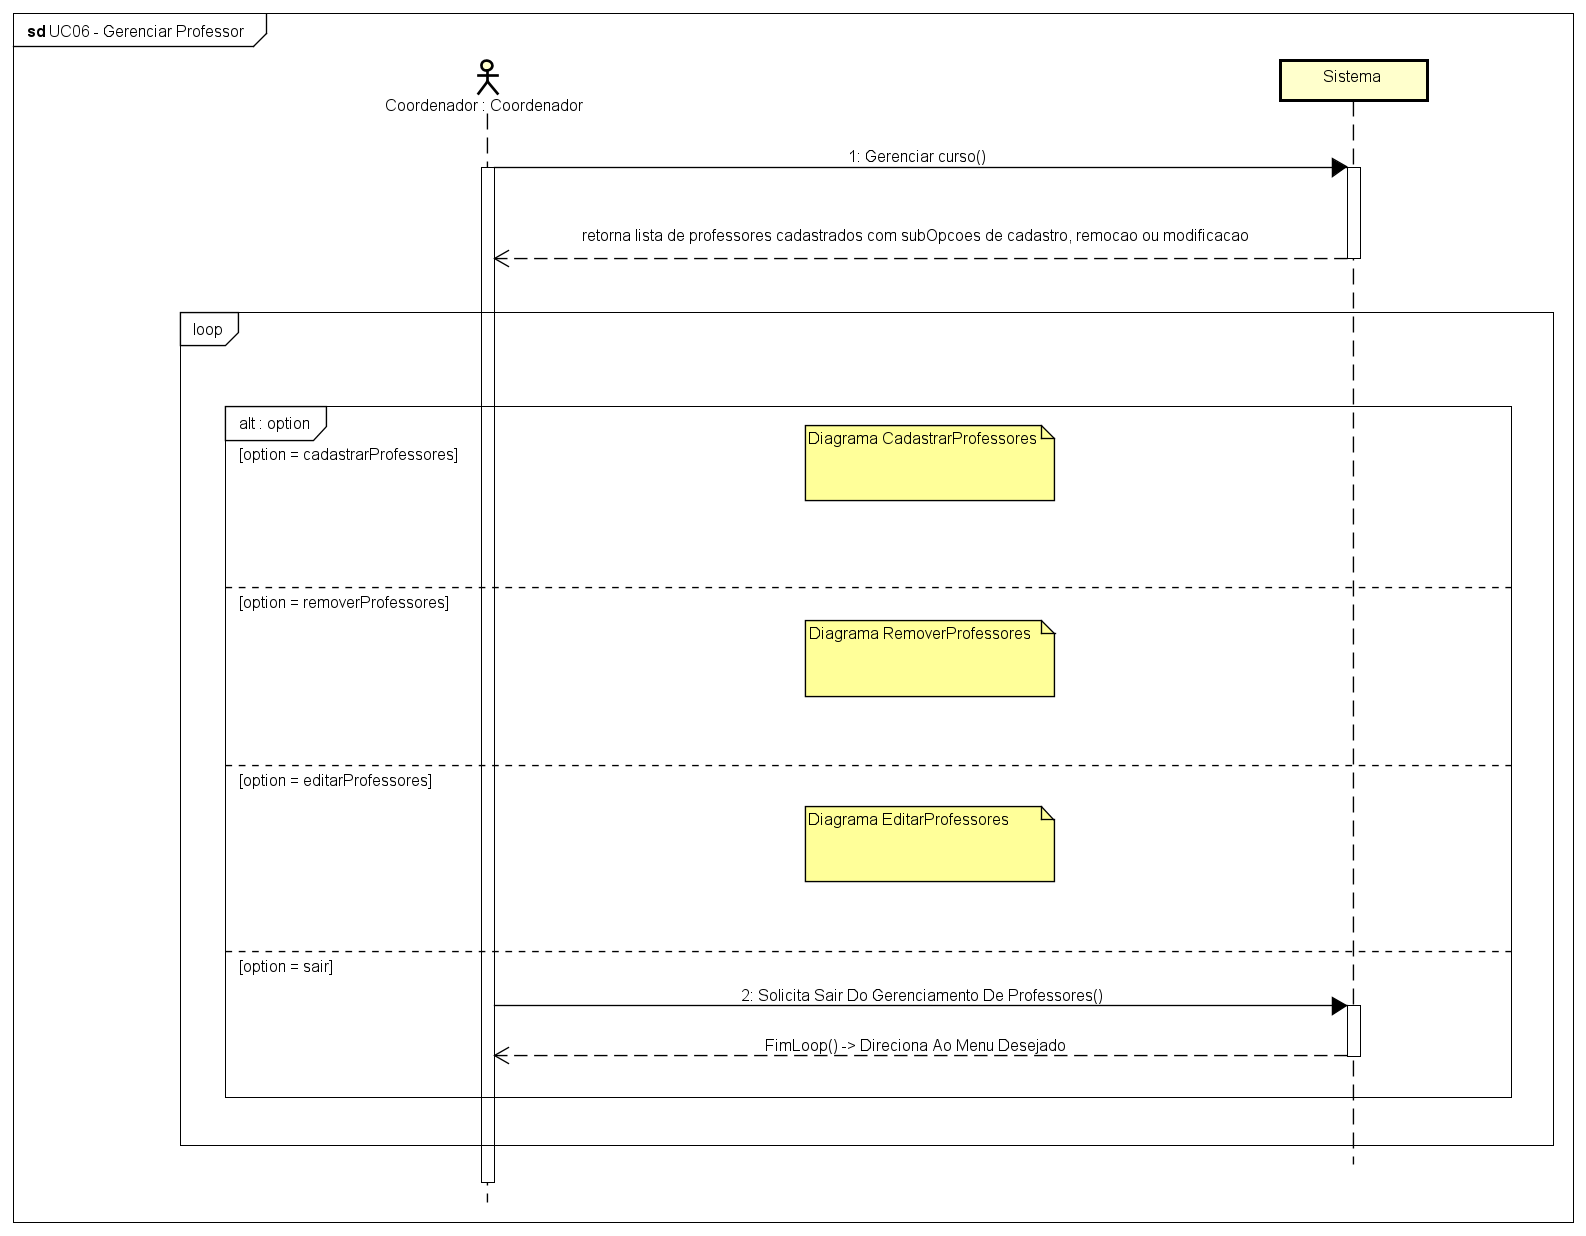 sd UC06 - Gerenciar Professor
Coordenador : Coordenador
Sistema
1: Gerenciar curso()
retorna lista de professores cadastrados com subOpcoes de cadastro, remocao ou modificacao
loop
alt : option
[option = cadastrarProfessores]
Diagrama CadastrarProfessores
[option = removerProfessores]
Diagrama RemoverProfessores
[option = editarProfessores]
Diagrama EditarProfessores
[option = sair]
2: Solicita Sair Do Gerenciamento De Professores()
FimLoop() -> Direciona Ao Menu Desejado